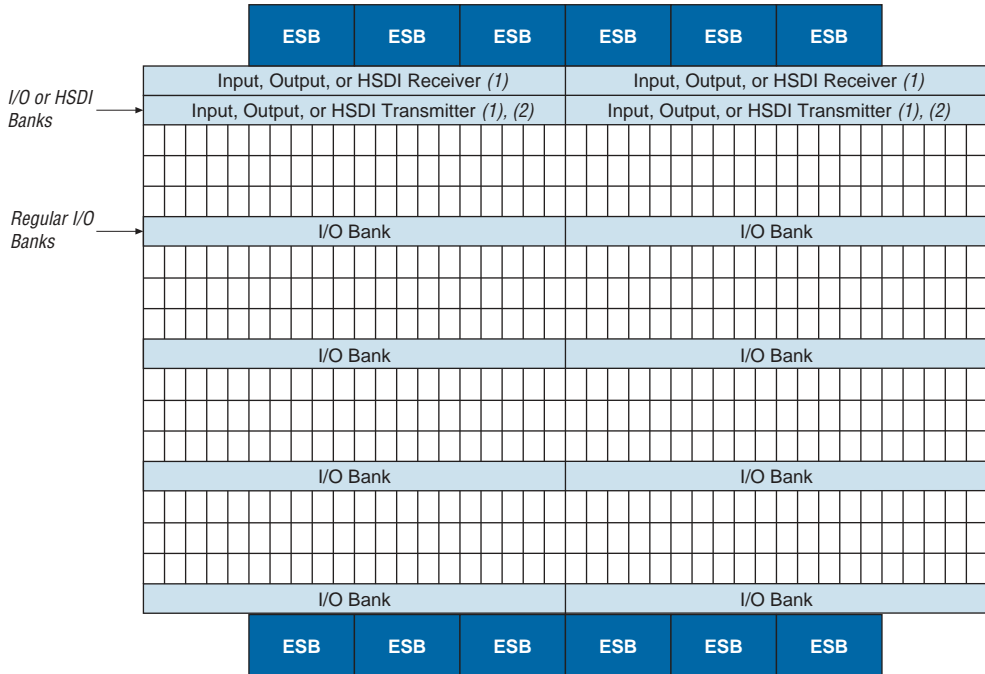 ESB ESB ESB ESB ESB ESB
Input, Output, or HSDI Receiver (1) Input, Output, or HSDI Receiver (1)
I/O or HSDI
Banks
Input, Output, or HSDI Transmitter (1), (2) Input, Output, or HSDI Transmitter (1), (2)
Regular I/O
Banks
I/O Bank I/O Bank
I/O Bank I/O Bank
I/O Bank I/O Bank
I/O Bank I/O Bank
ESB ESB ESB ESB ESB ESB